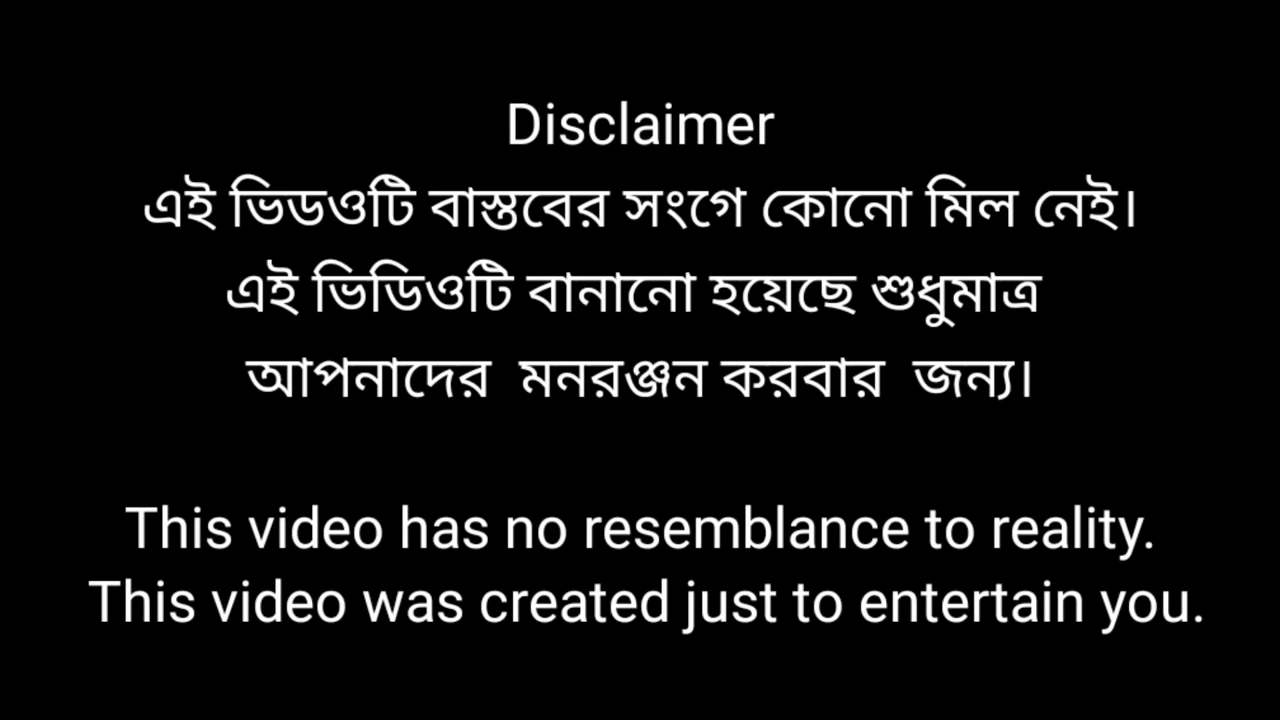 Disclaimer
এই ভিডওটি বাস্তবের সংগে কোনো মিল নেই।
এই ভিডিওটি বানানো হয়েছে শুধুমাত্র
আপনাদের মনরঞ্জন করবার জন্য।
This video has no resemblance to reality.
This video was created just to entertain you.